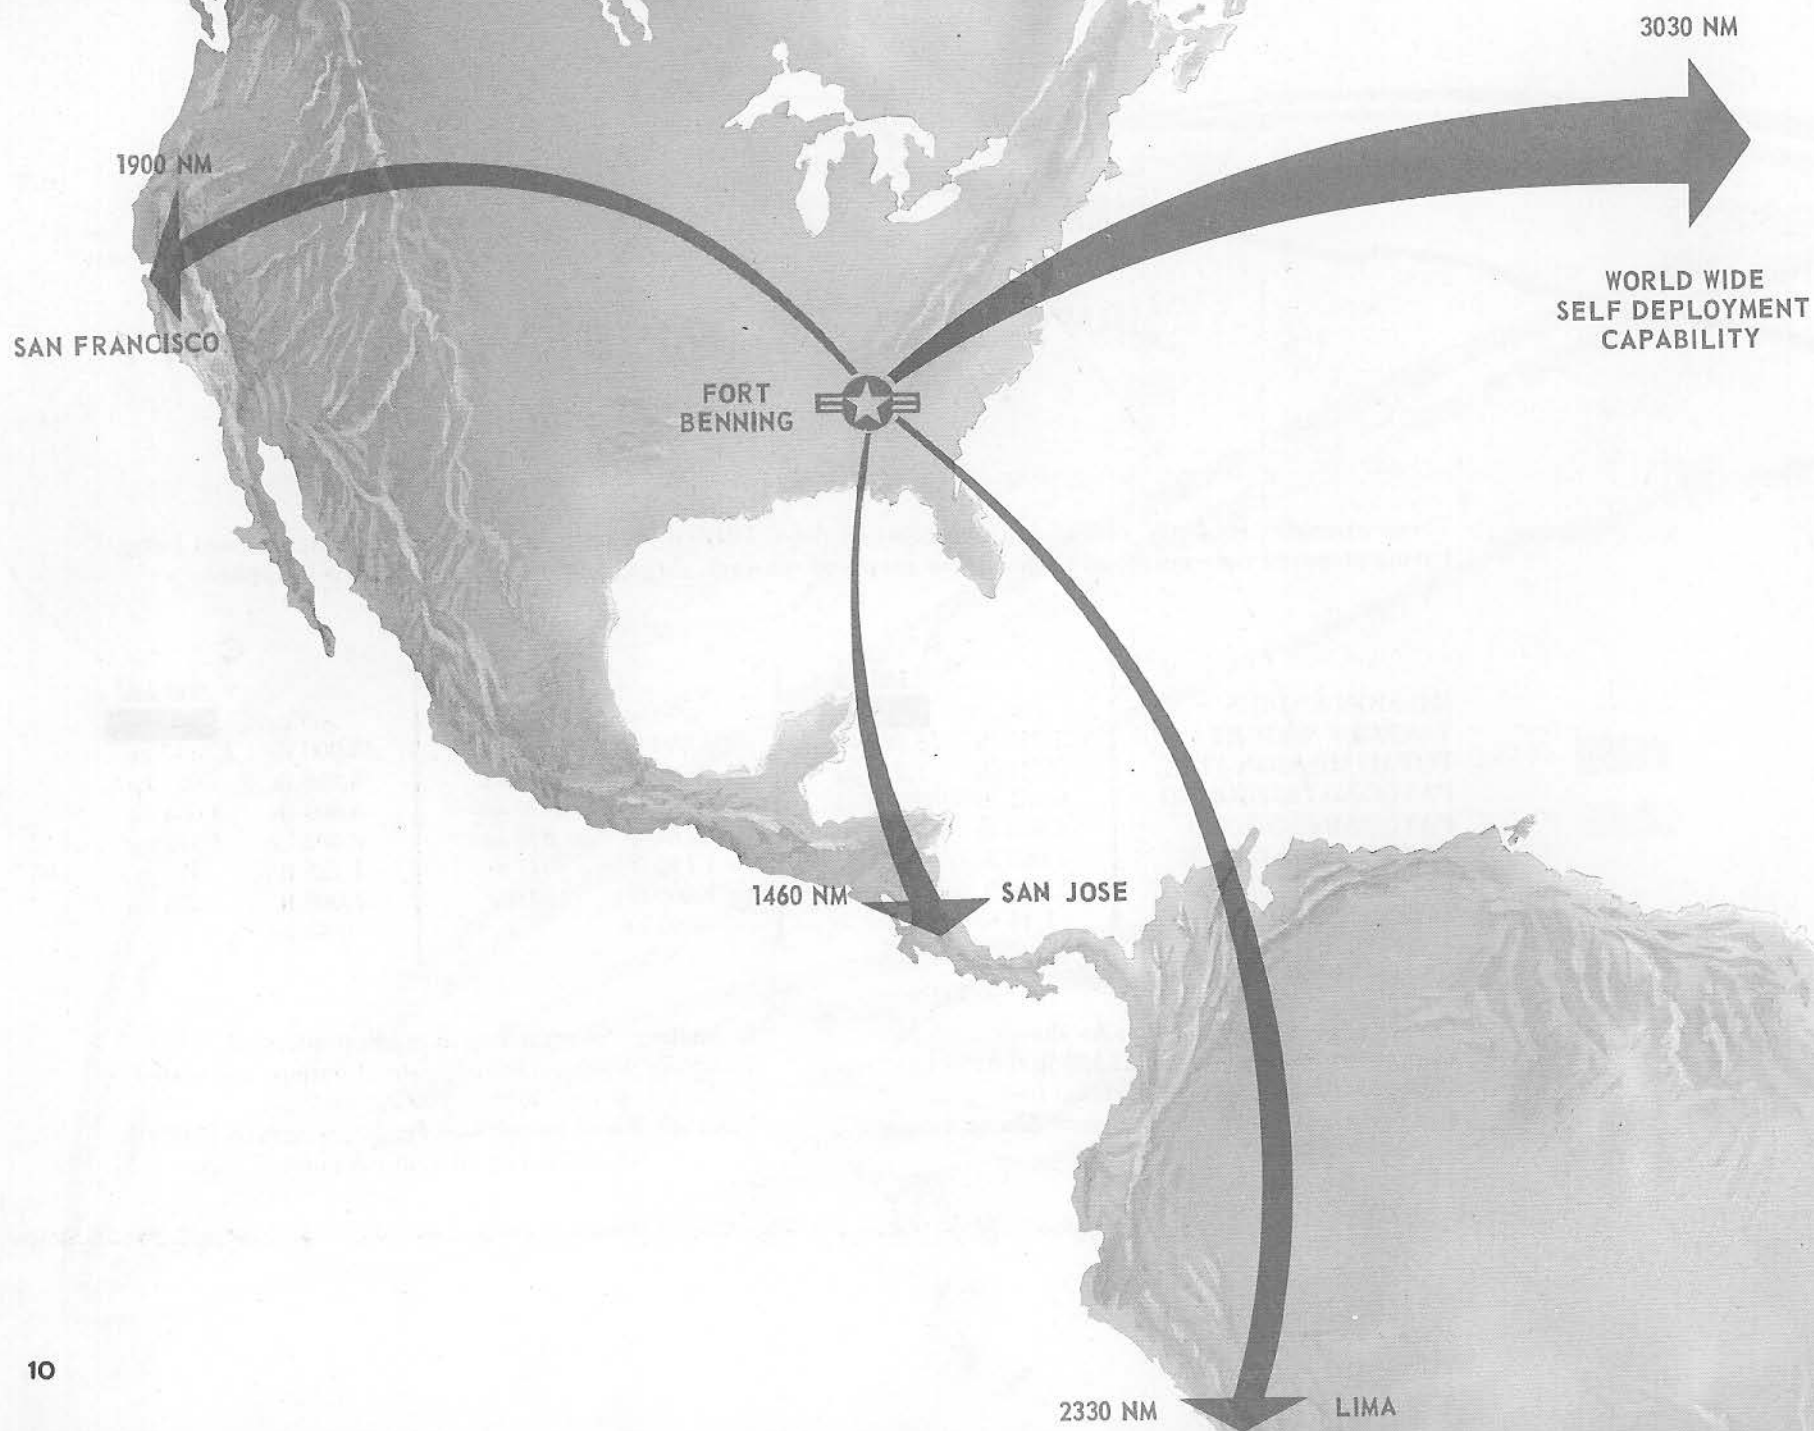 3030 NM
1900 NM
WORLD WIDE
SELF DEPLOYMENT
CAPABILITY
SAN FRANCISCO
FORT
BENNING
1460 NM
SAN JOSE
10
2330 NM
LIMA